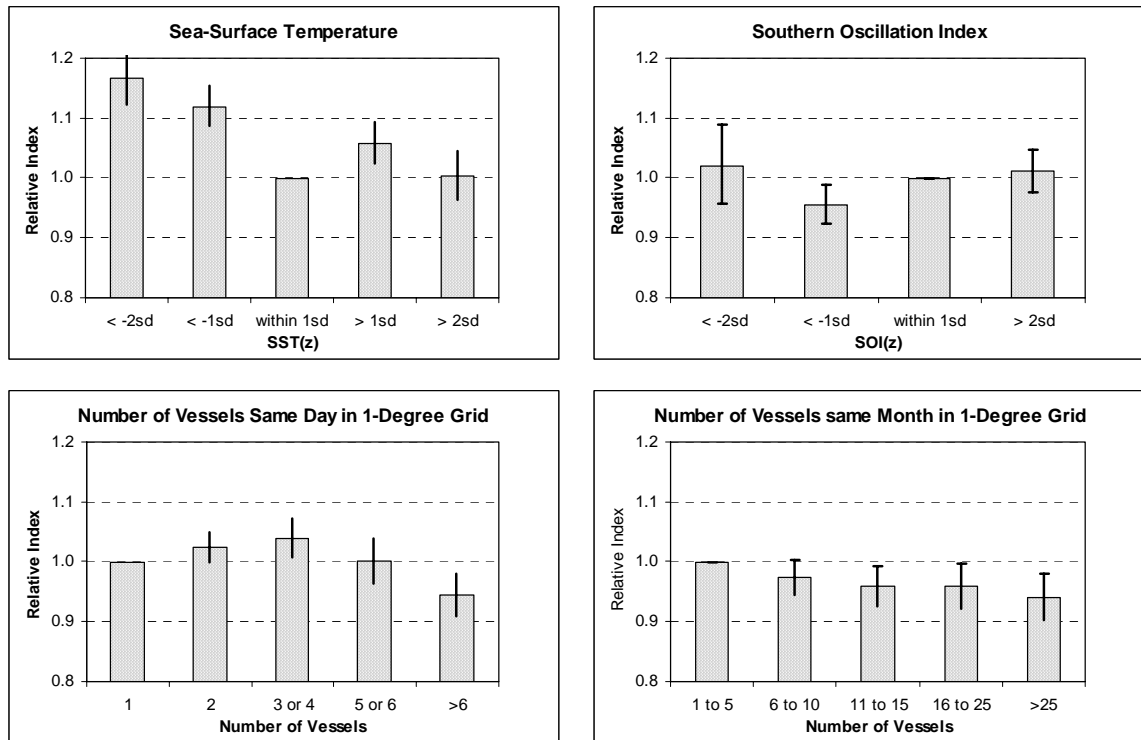 Sea-Surface Temperature
1.2
1.1
1.0
0.9
0.8
Relative Index
< -2sd < -1sd within 1sd > 1sd > 2sd
SST(z)
Southern Oscillation Index
1.2
1.1
1.0
0.9
0.8
Relative Index
< -2sd < -1sd within 1sd > 2sd
SOI(z)
Number of Vessels Same Day in 1-Degree Grid
1.2
1.1
1.0
0.9
0.8
Relative Index
1 2 3 or 4 5 or 6 >6
Number of Vessels
Number of Vessels same Month in 1-Degree Grid
1.2
1.1
1.0
0.9
0.8
Relative Index
1 to 5 6 to 10 11 to 15 16 to 25 >25
Number of Vessels